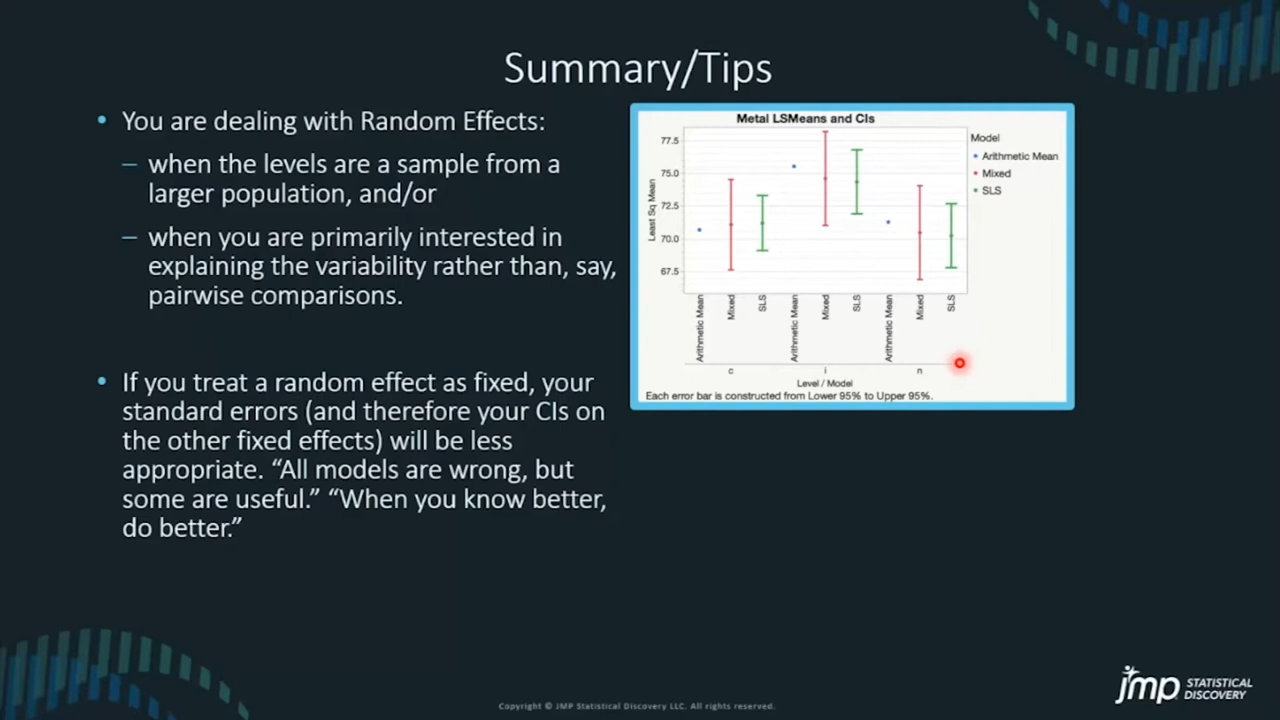 Summary/Tips
• You are dealing with Random Effects:
– when the levels are a sample from a
larger population, and/or
– when you are primarily interested in
explaining the variability rather than, say,
pairwise comparisons.
• If you treat a random effect as fixed, your
standard errors (and therefore your CIs on
the other fixed effects) will be less
appropriate. “All models are wrong, but
some are useful.” “When you know better,
do better.”
Metal LSMeans and CIs
Least Sq Mean
77.5
75.0
72.5
70.0
67.5
Arithmetic Mean
Mixed
SLS
Arithmetic Mean
Mixed
SLS
Arithmetic Mean
Mixed
SLS
c
i
n
Level / Model
Each error bar is constructed from Lower 95% to Upper 95%.
Model
Arithmetic Mean
Mixed
SLS
Copyright © JMP Statistical Discovery LLC. All rights reserved.
jmp STATISTICAL
DISCOVERY